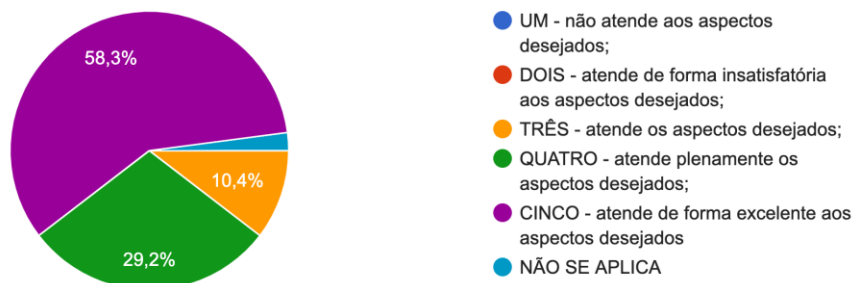 58,3%
10,4%
29,2%
UM - não atende aos aspectos
desejados;
DOIS - atende de forma insatisfatória
aos aspectos desejados;
TRÊS - atende os aspectos desejados;
QUATRO - atende plenamente os
aspectos desejados;
CINCO - atende de forma excelente aos
aspectos desejados
NÃO SE APLICA